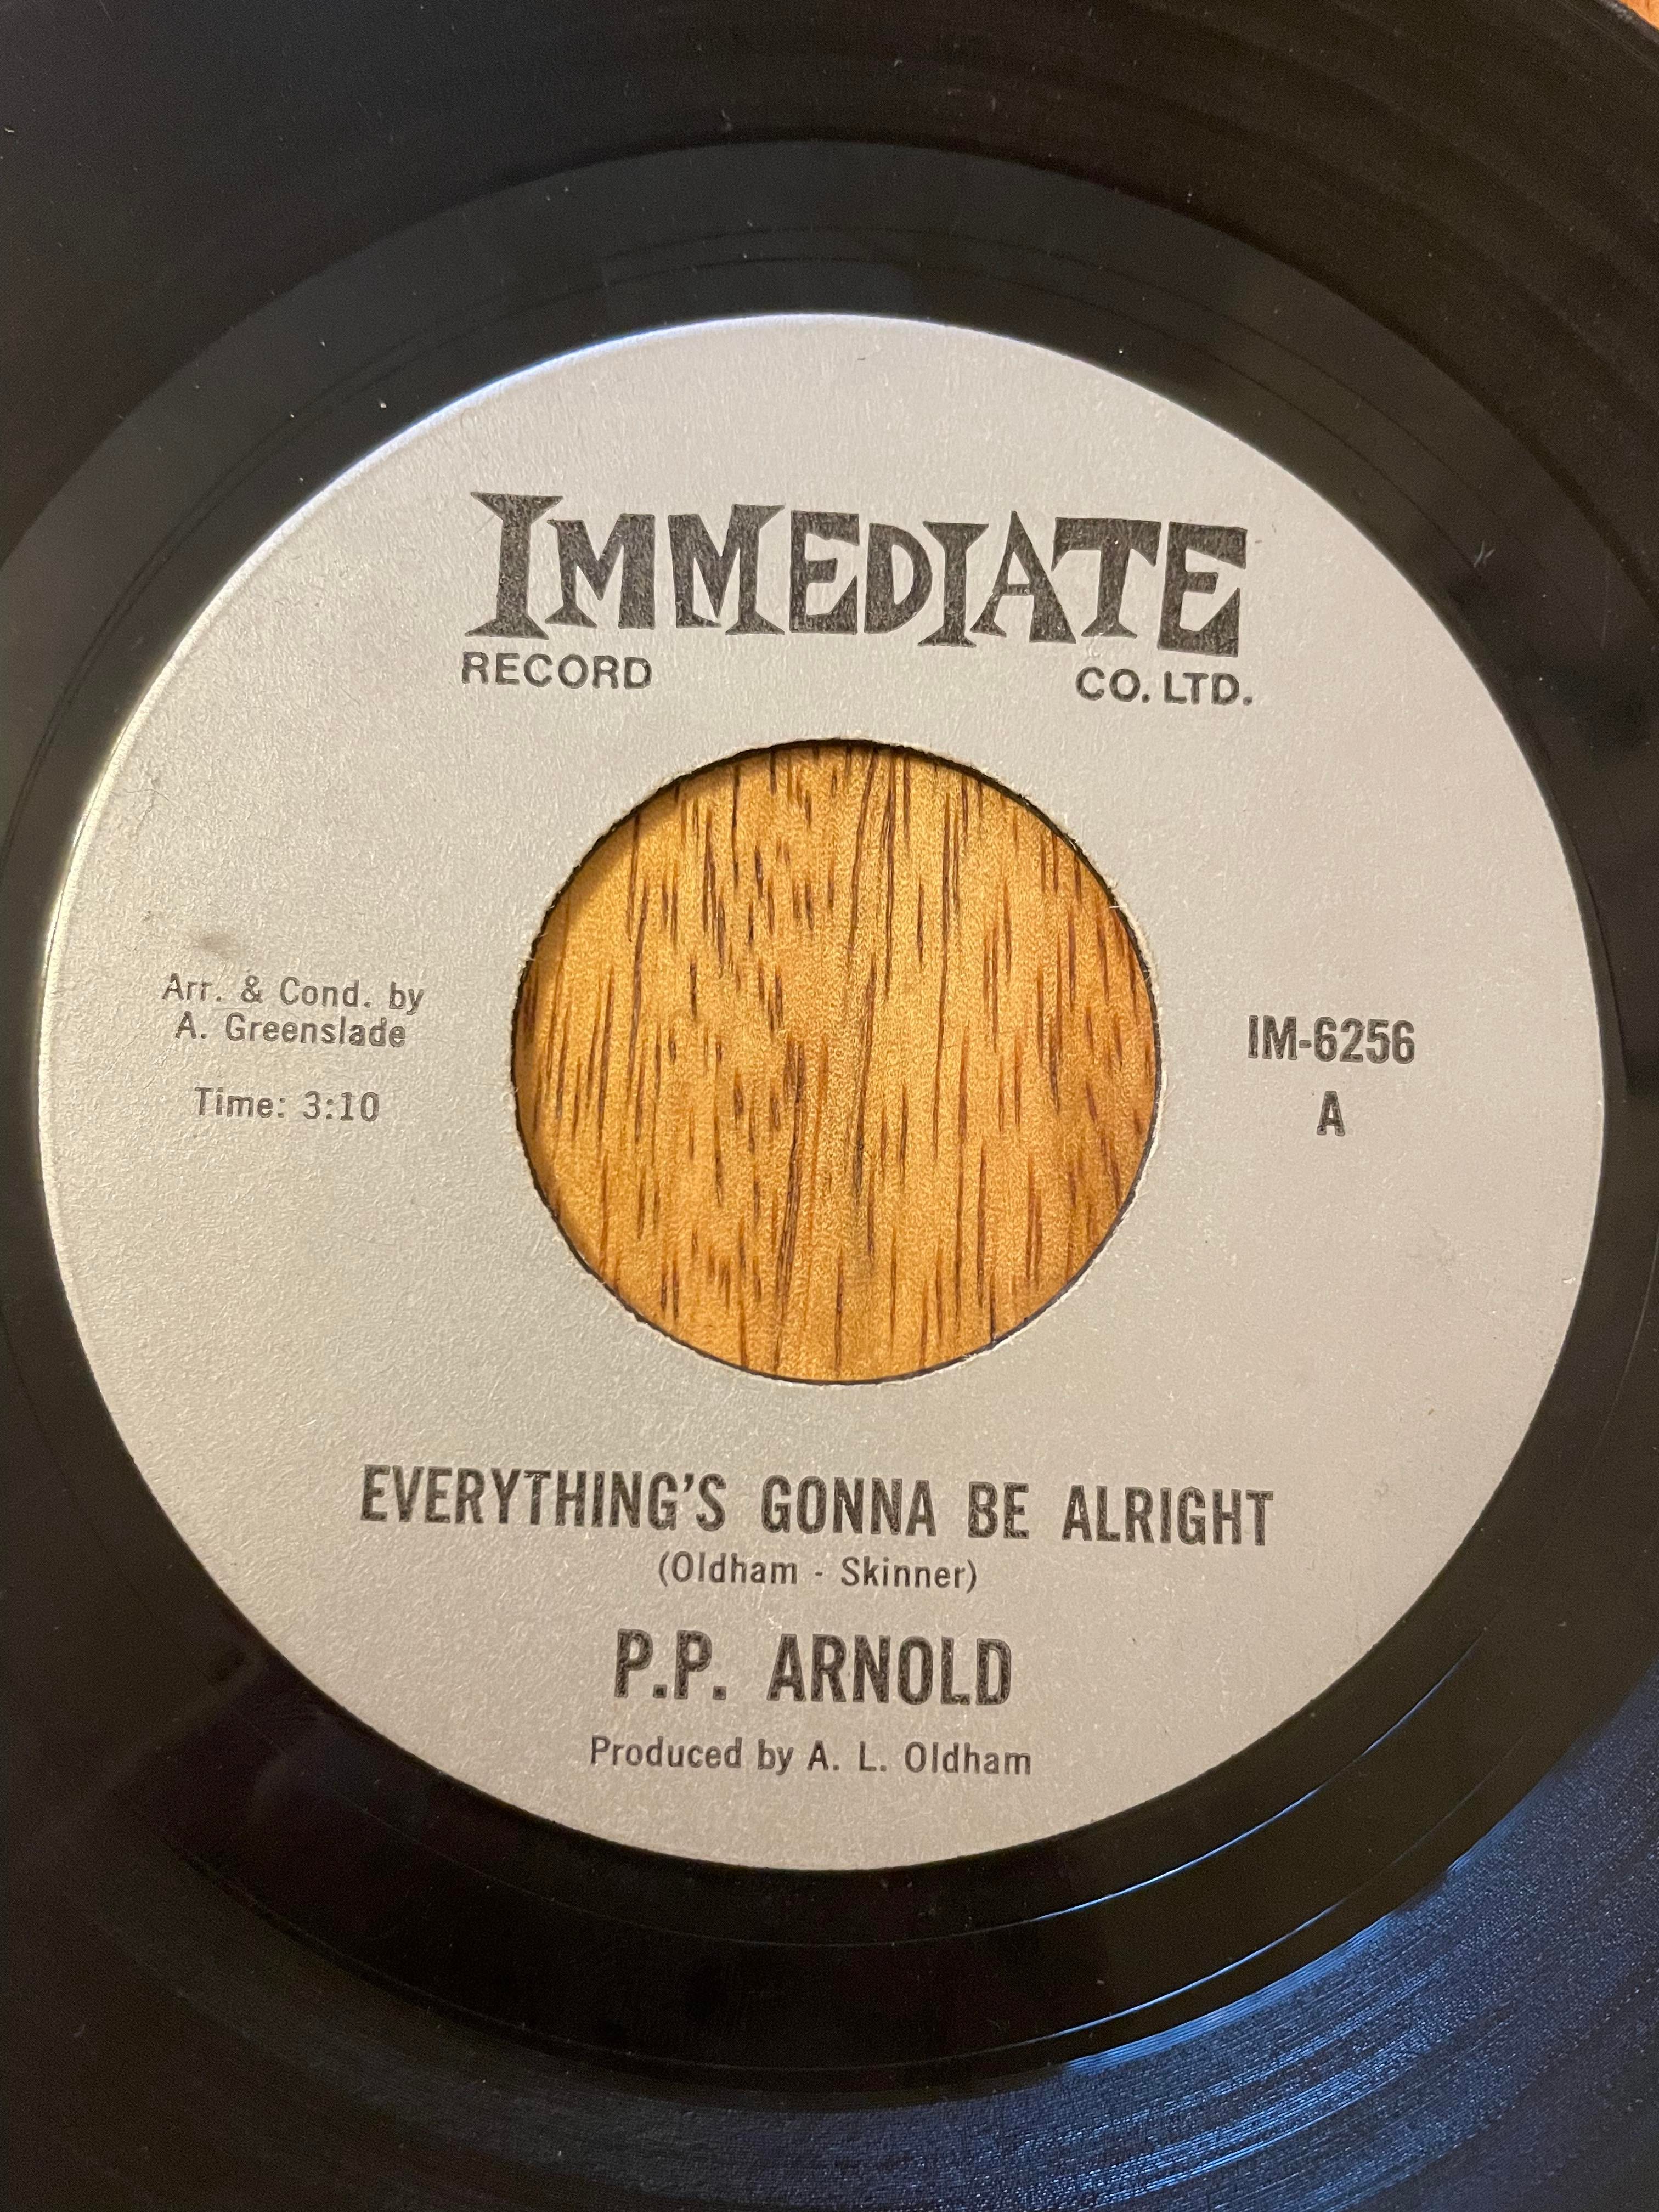 IMMEDIATE
RECORD CO. LTD.
Arr. & Cond. by
A. Greenslade
Time: 3:10
IM-6256
A
EVERYTHING'S GONNA BE ALRIGHT
(Oldham - Skinner)
P.P. ARNOLD
Produced by A. L. Oldham